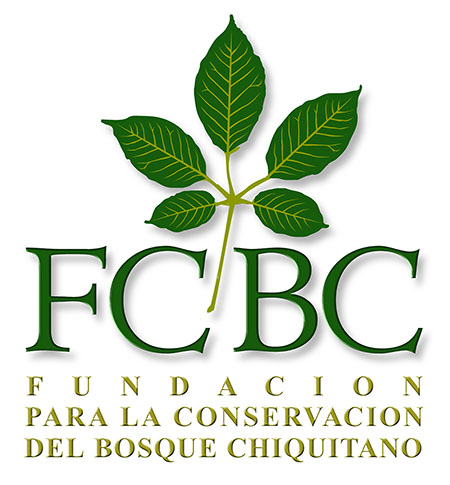 FCBC
FUNDACION
PARA LA CONSERVACION
DEL BOSQUE CHIQUITANO